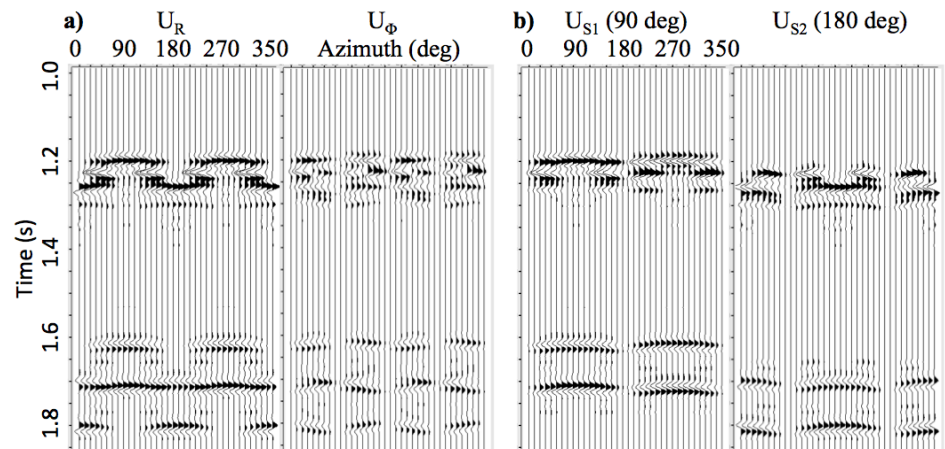 a) U_R U_Φ b) U_S1 (90 deg) U_S2 (180 deg)
0 90 180 270 350 Azimuth (deg) 0 90 180 270 350
1.0
1.2
1.4
1.6
1.8
Time (s)